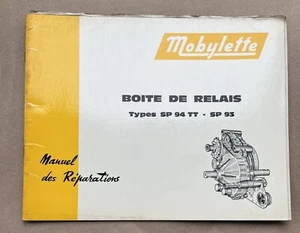 Mobylette
BOITE DE RELAIS
Types SP 94 TT - SP 93
Manuel
des Réparations